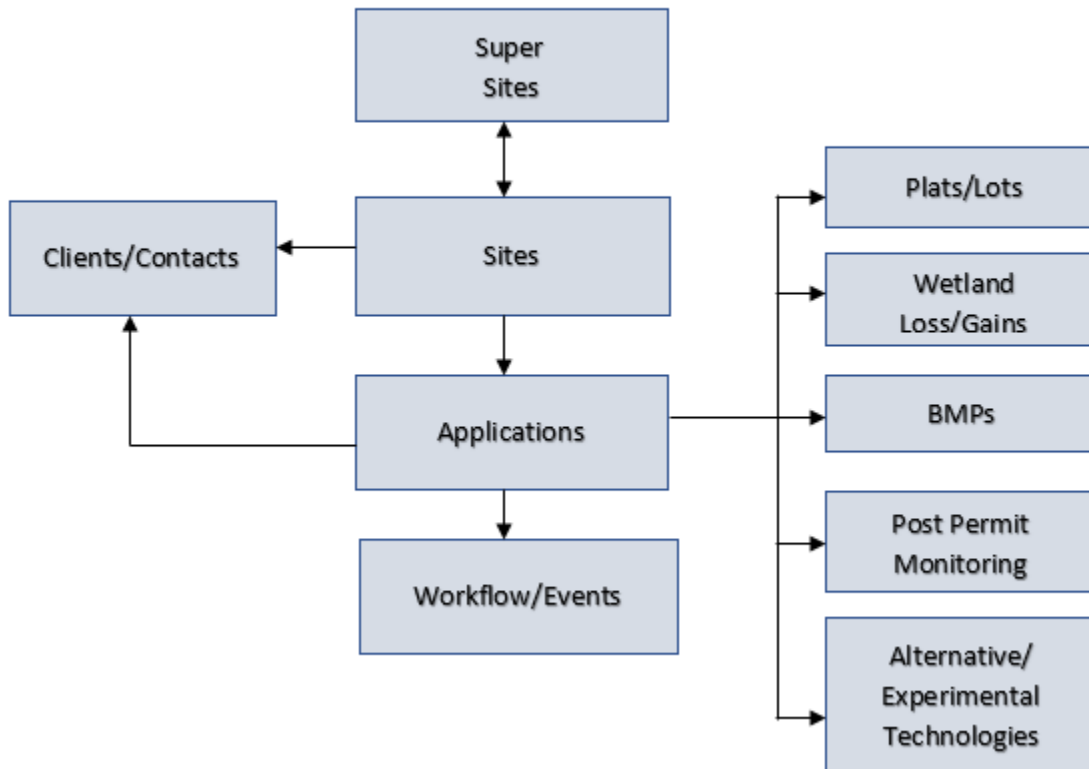 Super
Sites
Clients/Contacts
Sites
Applications
Workflow/Events
Plats/Lots
Wetland
Loss/Gains
BMPs
Post Permit
Monitoring
Alternative/
Experimental
Technologies